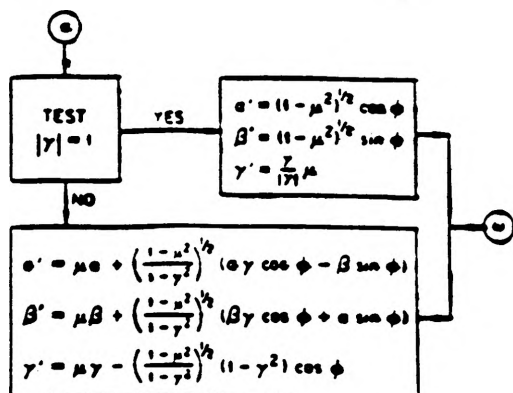 α
TEST
|γ| = 1
YES
α' = (1 - μ²)^1/2 cos φ
β' = (1 - μ²)^1/2 sin φ
γ' = γ/|γ| μ
NO
ω
α' = μα + ((1 - μ²)/(1 - γ²))^1/2 (αγ cos φ - β sin φ)
β' = μβ + ((1 - μ²)/(1 - γ²))^1/2 (βγ cos φ + α sin φ)
γ' = μγ - ((1 - μ²)/(1 - γ²))^1/2 (1 - γ²) cos φ